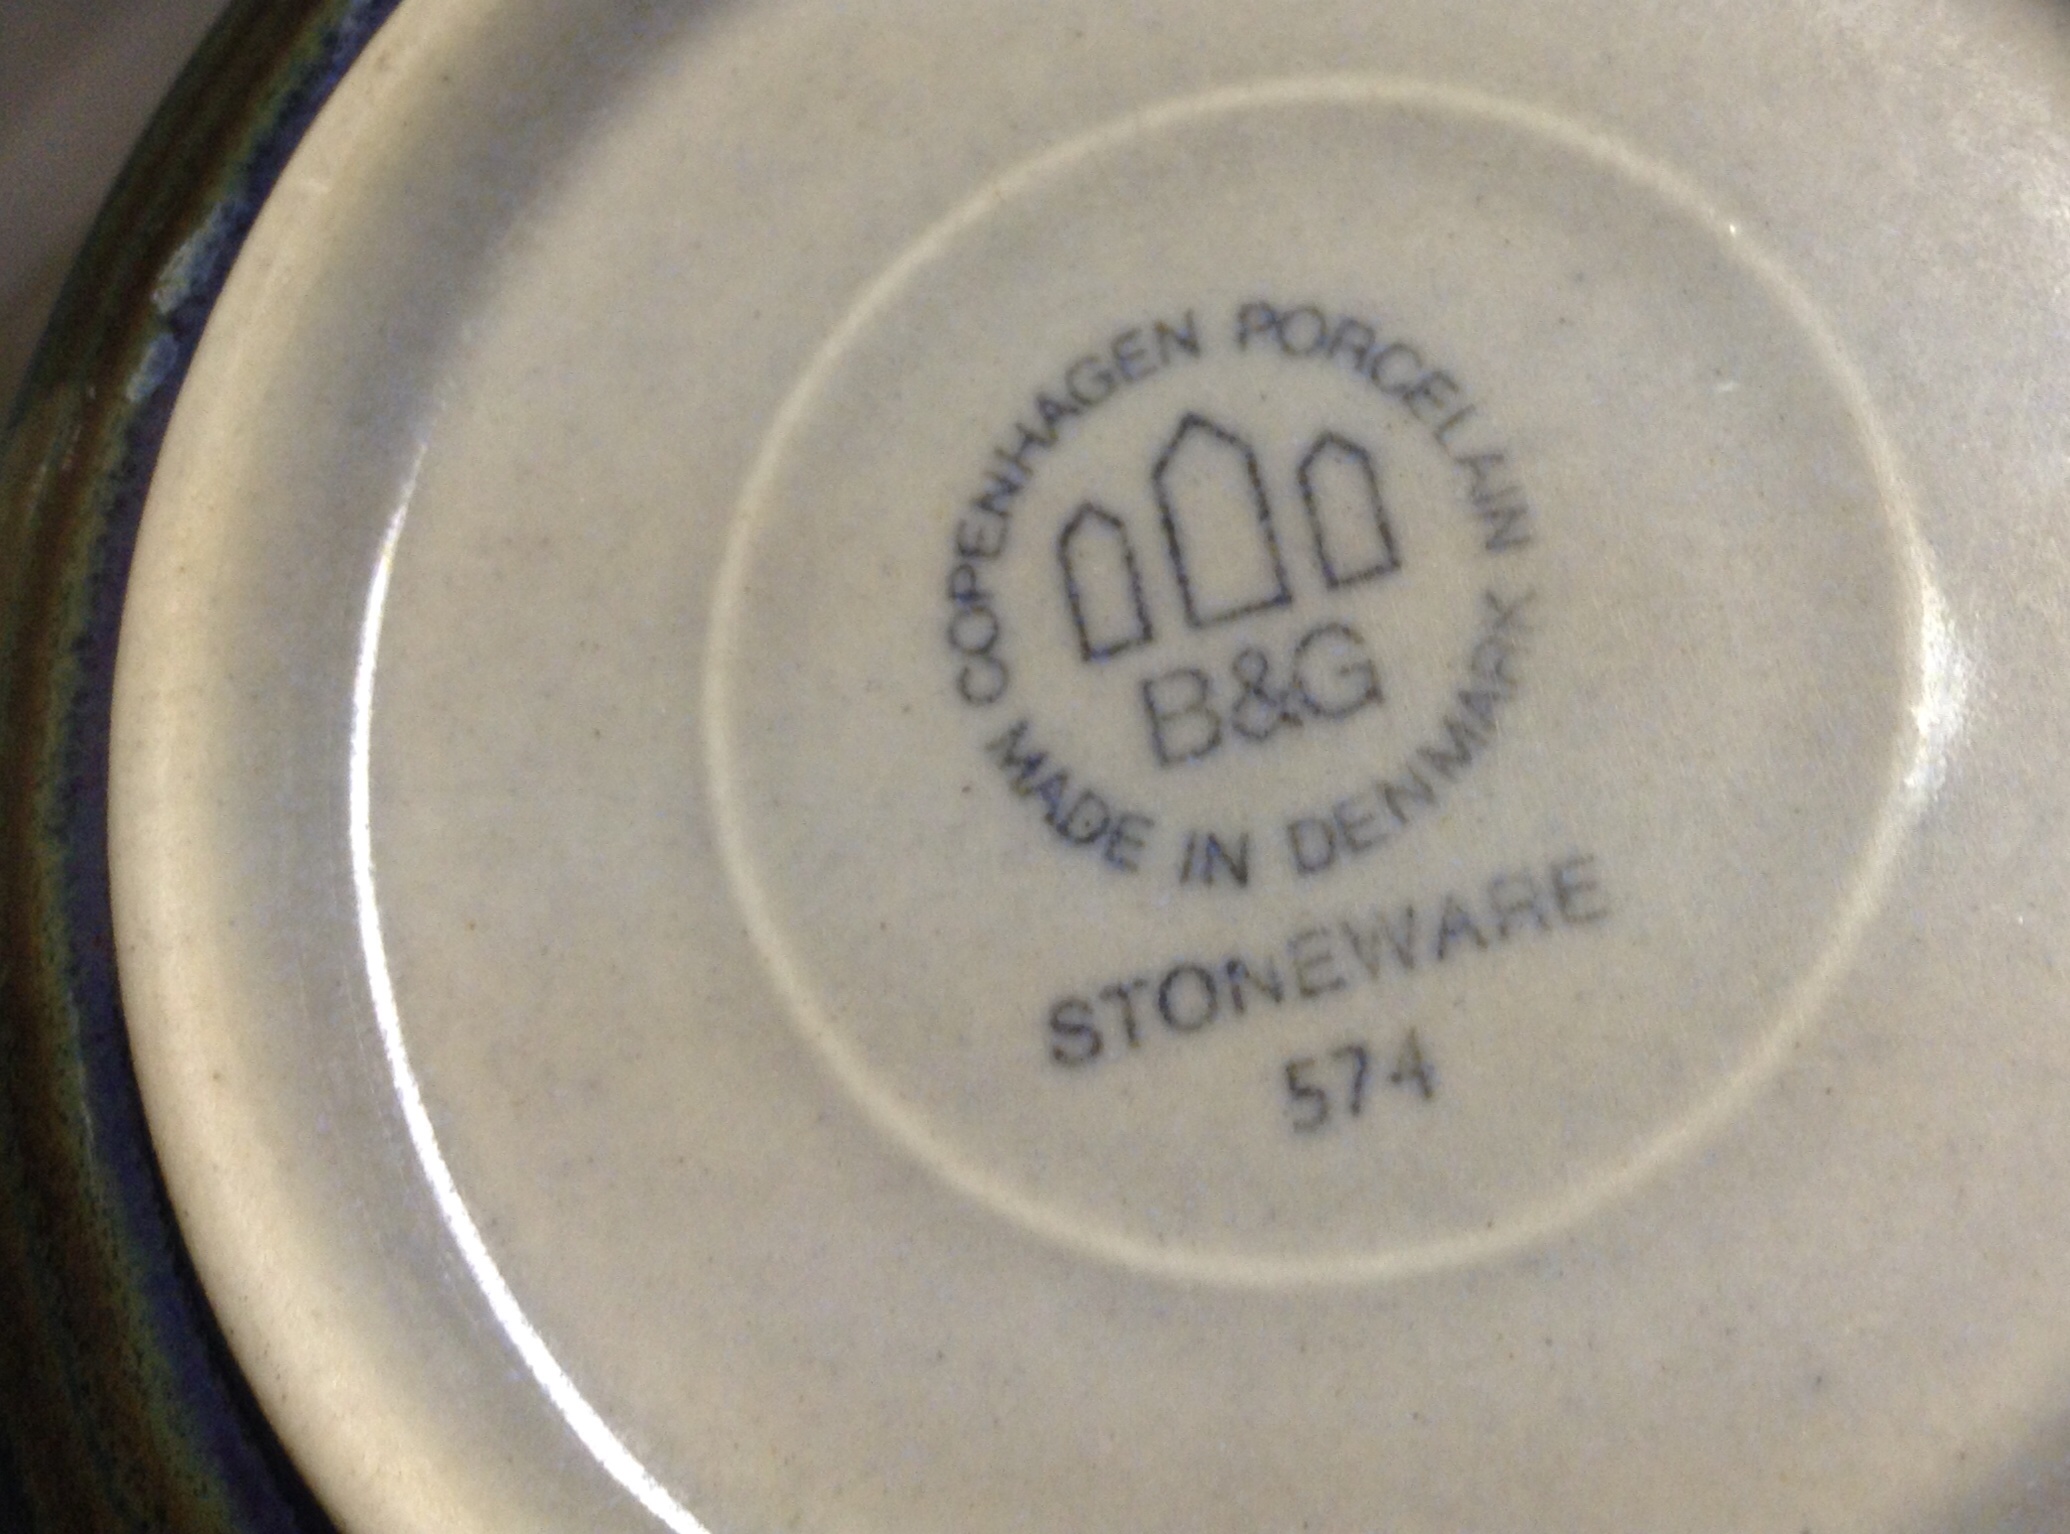 COPENHAGEN PORCELAIN
B&G
MADE IN DENMARK
STONEWARE
574